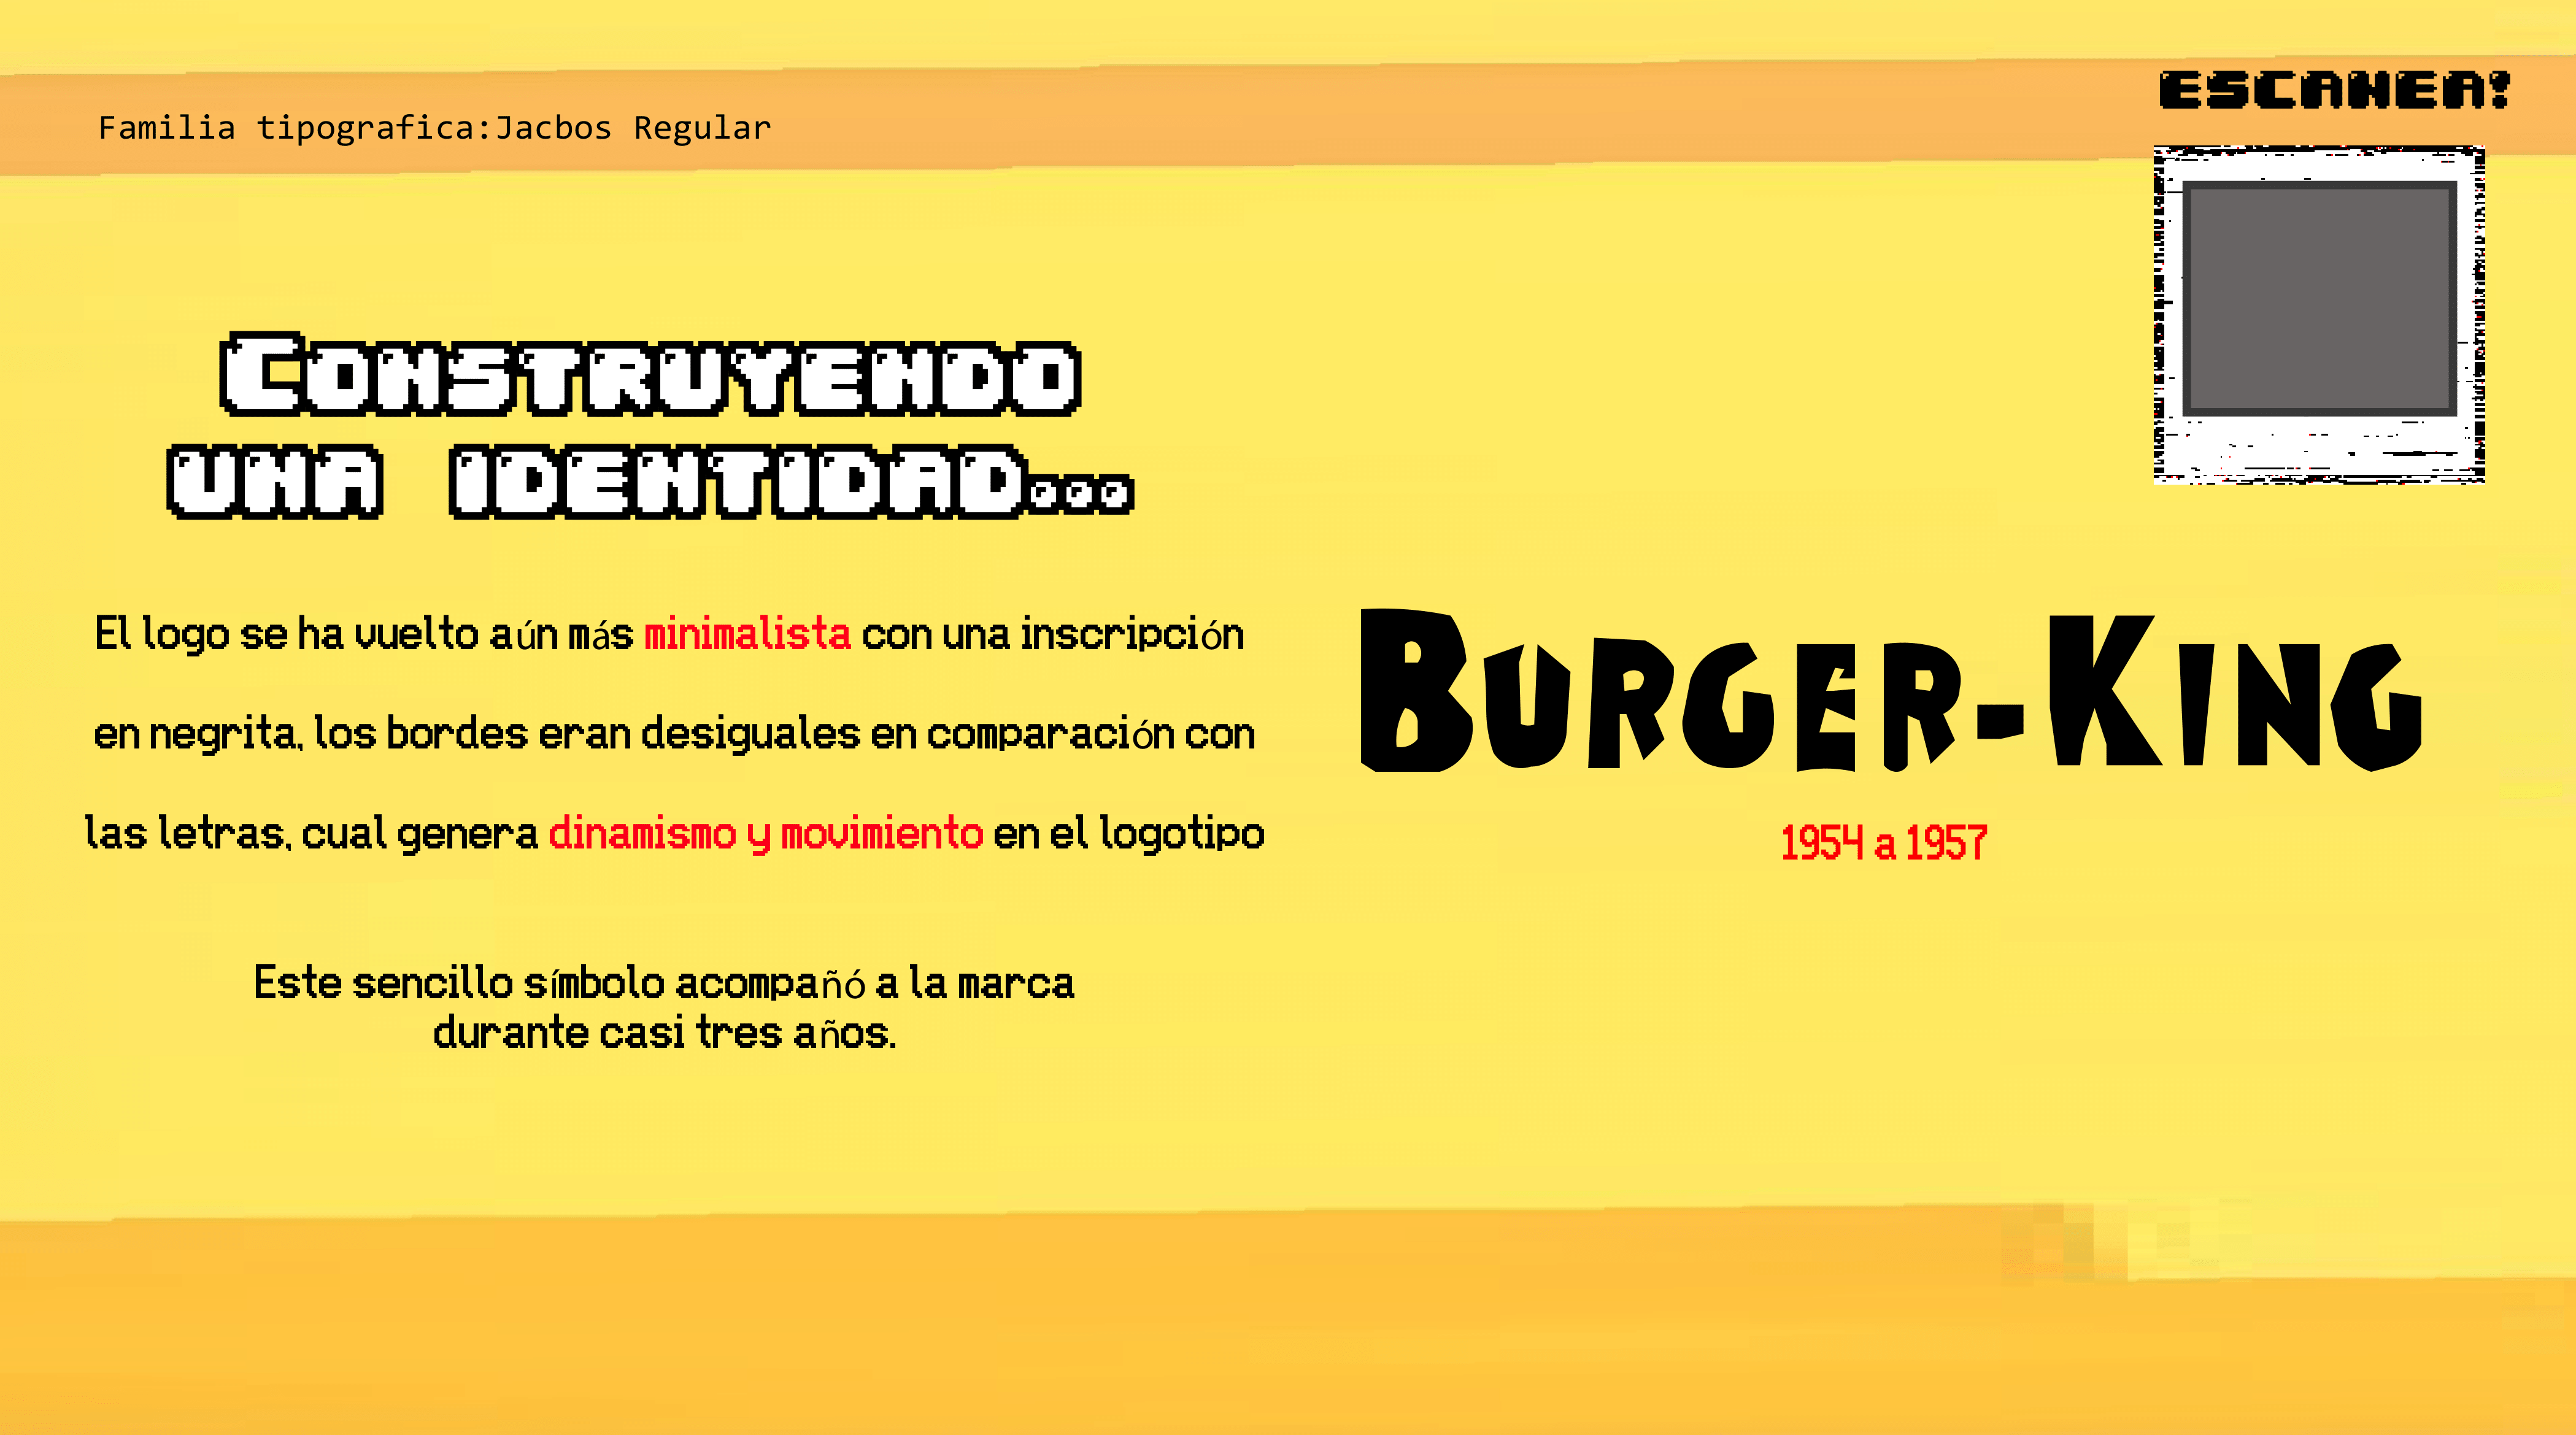 Familia tipografica:Jacbos Regular
ESCANEA!
CONSTRUYENDO
UNA IDENTIDAD...
El logo se ha vuelto aún más minimalista con una inscripción
en negrita, los bordes eran desiguales en comparación con
las letras, cual genera dinamismo y movimiento en el logotipo
Este sencillo símbolo acompañó a la marca
durante casi tres años.
BURGER-KING
1954 a 1957